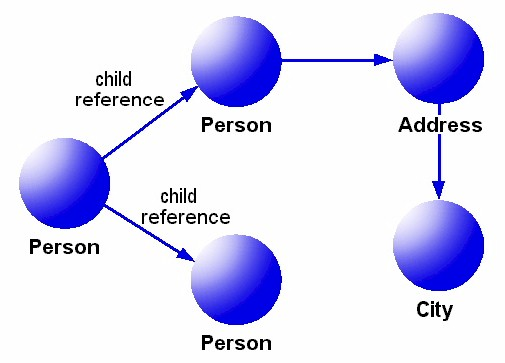 child
reference
Person
Address
Person
child
reference
Person
City